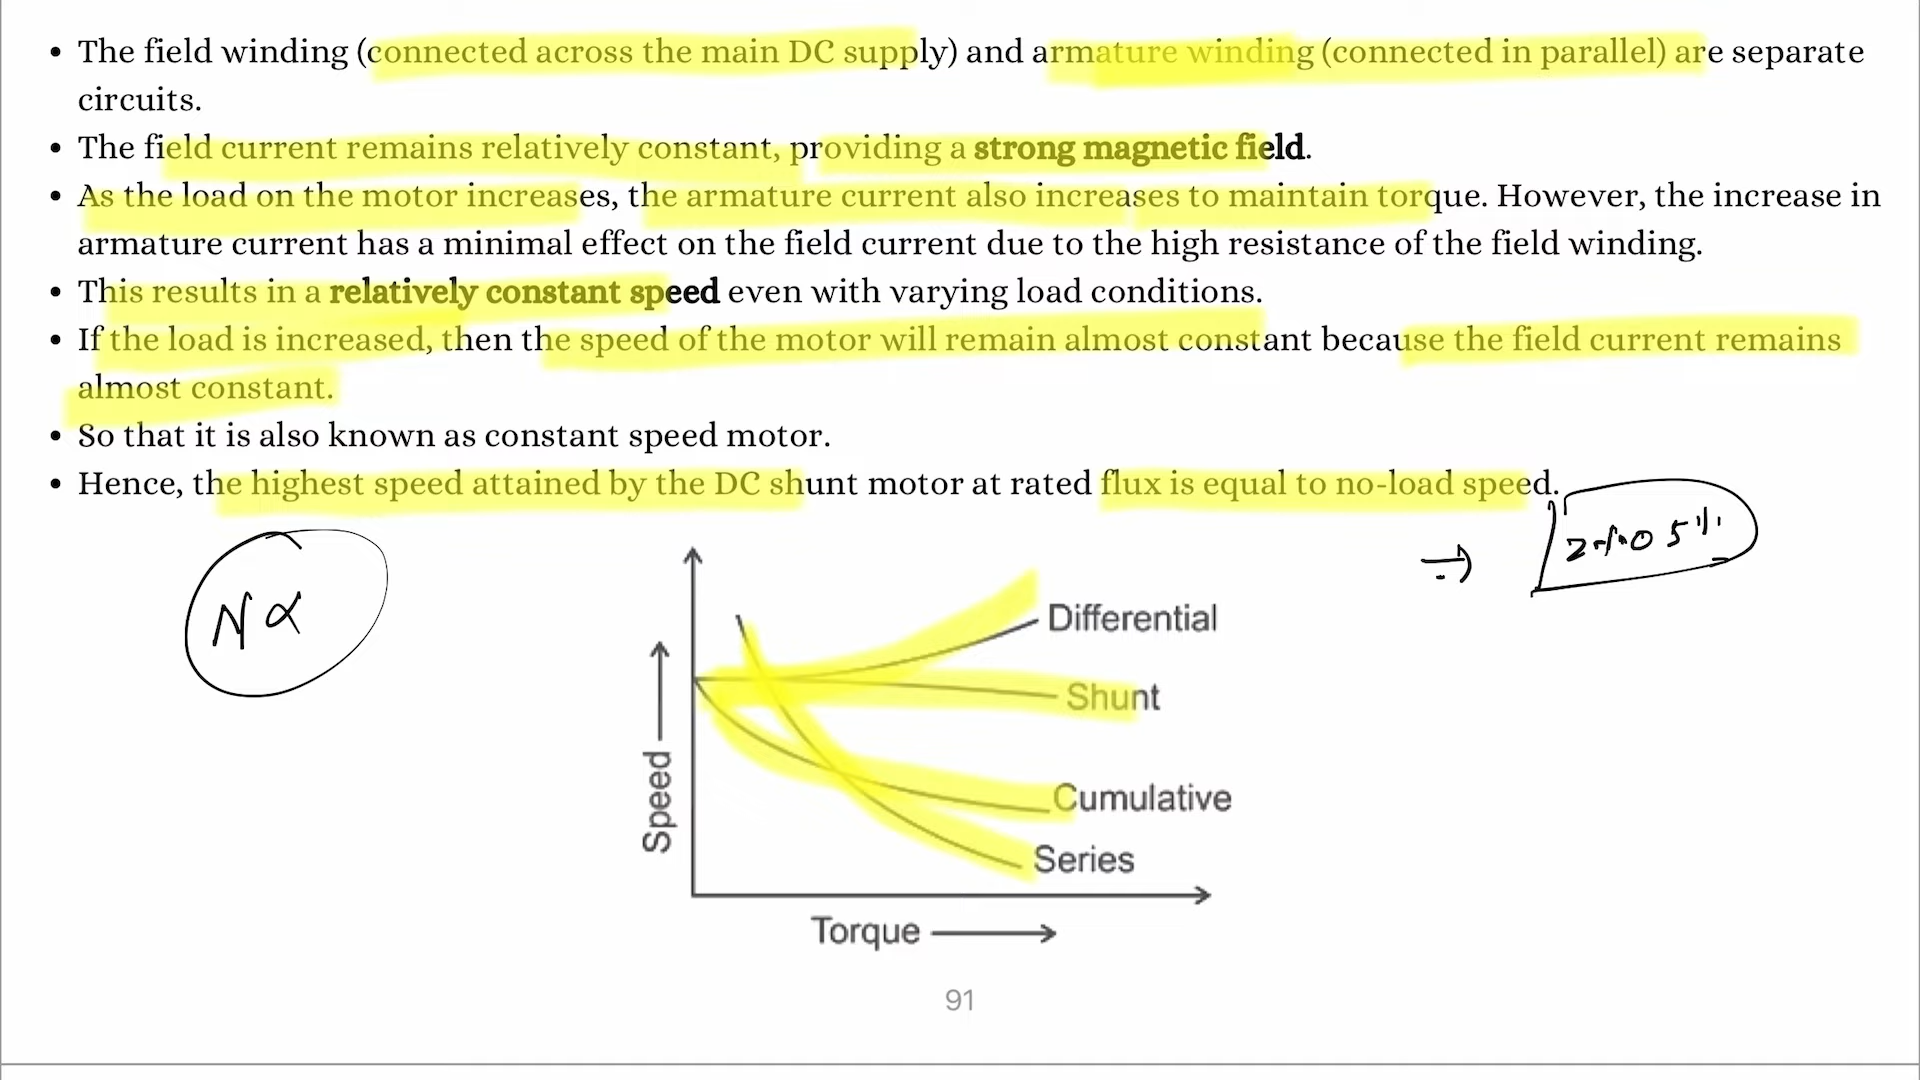 • The field winding (connected across the main DC supply) and armature winding (connected in parallel) are separate
circuits.
• The field current remains relatively constant, providing a strong magnetic field.
• As the load on the motor increases, the armature current also increases to maintain torque. However, the increase in
armature current has a minimal effect on the field current due to the high resistance of the field winding.
• This results in a relatively constant speed even with varying load conditions.
• If the load is increased, then the speed of the motor will remain almost constant because the field current remains
almost constant.
• So that it is also known as constant speed motor.
• Hence, the highest speed attained by the DC shunt motor at rated flux is equal to no-load speed.
N α
Differential
Shunt
Cumulative
Series
Speed
Torque
91